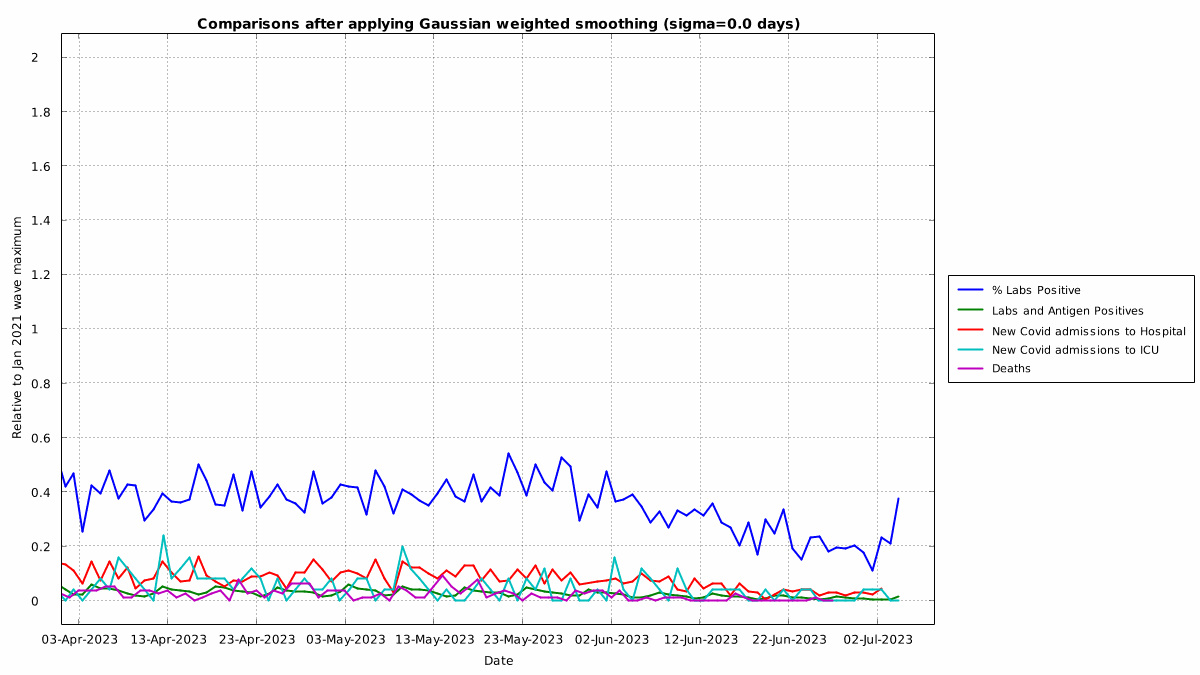 Comparisons after applying Gaussian weighted smoothing (sigma=0.0 days)
2
1.8
1.6
1.4
1.2
1
0.8
0.6
0.4
0.2
0
Relative to Jan 2021 wave maximum
03-Apr-2023 13-Apr-2023 23-Apr-2023 03-May-2023 13-May-2023 23-May-2023 02-Jun-2023 12-Jun-2023 22-Jun-2023 02-Jul-2023
Date
% Labs Positive
Labs and Antigen Positives
New Covid admissions to Hospital
New Covid admissions to ICU
Deaths